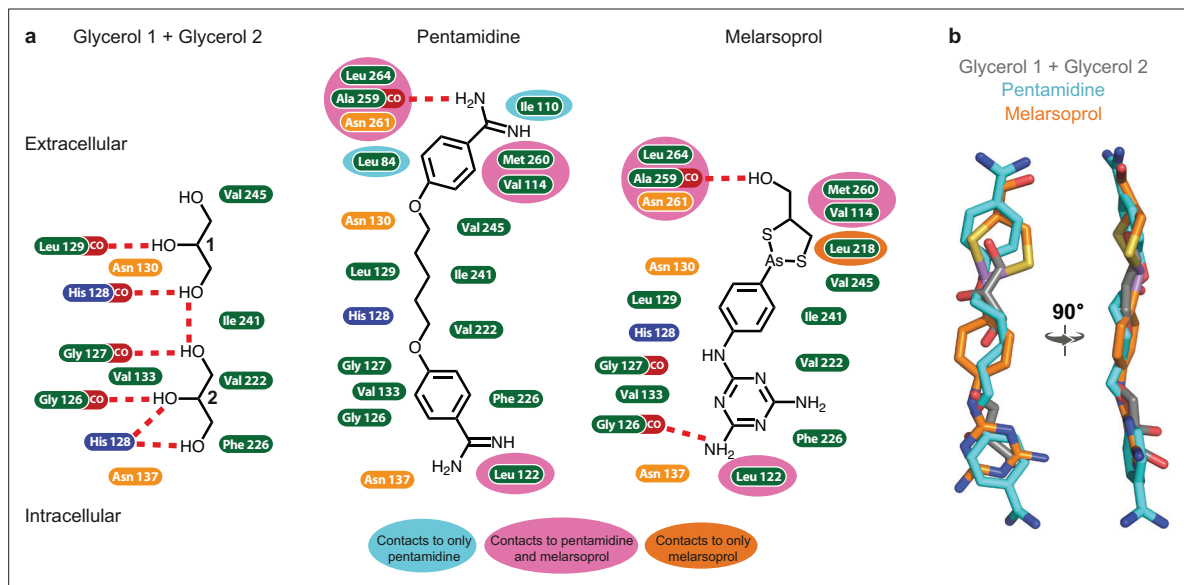 a
Glycerol 1 + Glycerol 2
Extracellular
HO
Val 245
Leu 129 CO
HO
1
Asn 130
His 128 CO
HO
Ile 241
Gly 127 CO
HO
Val 133
Val 222
Gly 126 CO
HO
2
His 128
HO
Phe 226
Asn 137
Intracellular
Pentamidine
Leu 264
Ala 259 CO
Asn 261
H₂N
NH
Ile 110
Leu 84
Met 260
Val 114
O
Asn 130
Val 245
Leu 129
Ile 241
His 128
Val 222
O
Gly 127
Val 133
Gly 126
Phe 226
NH
H₂N
Asn 137
Leu 122
Melarsoprol
Leu 264
Ala 259 CO
Asn 261
HO
Met 260
Val 114
S
Leu 218
As
S
Asn 130
Val 245
Leu 129
Ile 241
His 128
NH
Gly 127 CO
Val 222
Val 133
N
N
N
NH₂
Gly 126 CO
Phe 226
NH₂
Asn 137
Leu 122
Contacts to only
pentamidine
Contacts to pentamidine
and melarsoprol
Contacts to only
melarsoprol
b
Glycerol 1 + Glycerol 2
Pentamidine
Melarsoprol
90°